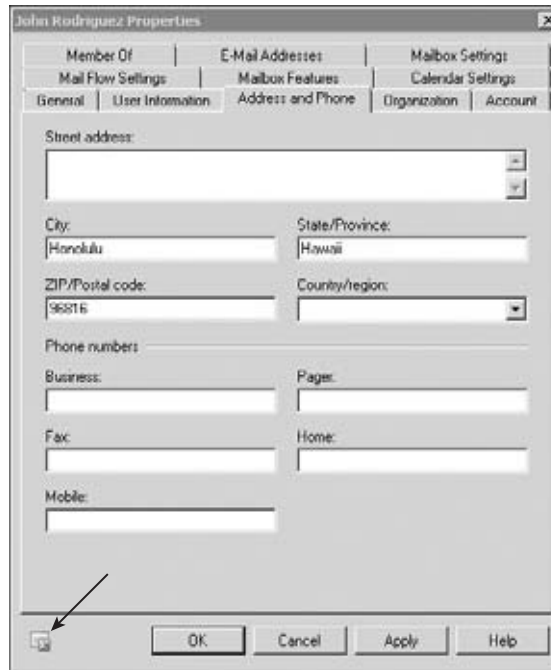 John Rodriguez Properties
Member Of E-Mail Addresses Mailbox Settings
Mail Flow Settings Mailbox Features Calendar Settings
General User Information Address and Phone Organization Account
Street address:
City: State/Province:
Honolulu Hawaii
ZIP/Postal code: Country/region:
96816
Phone numbers
Business: Pager:
Fax: Home:
Mobile:
OK Cancel Apply Help